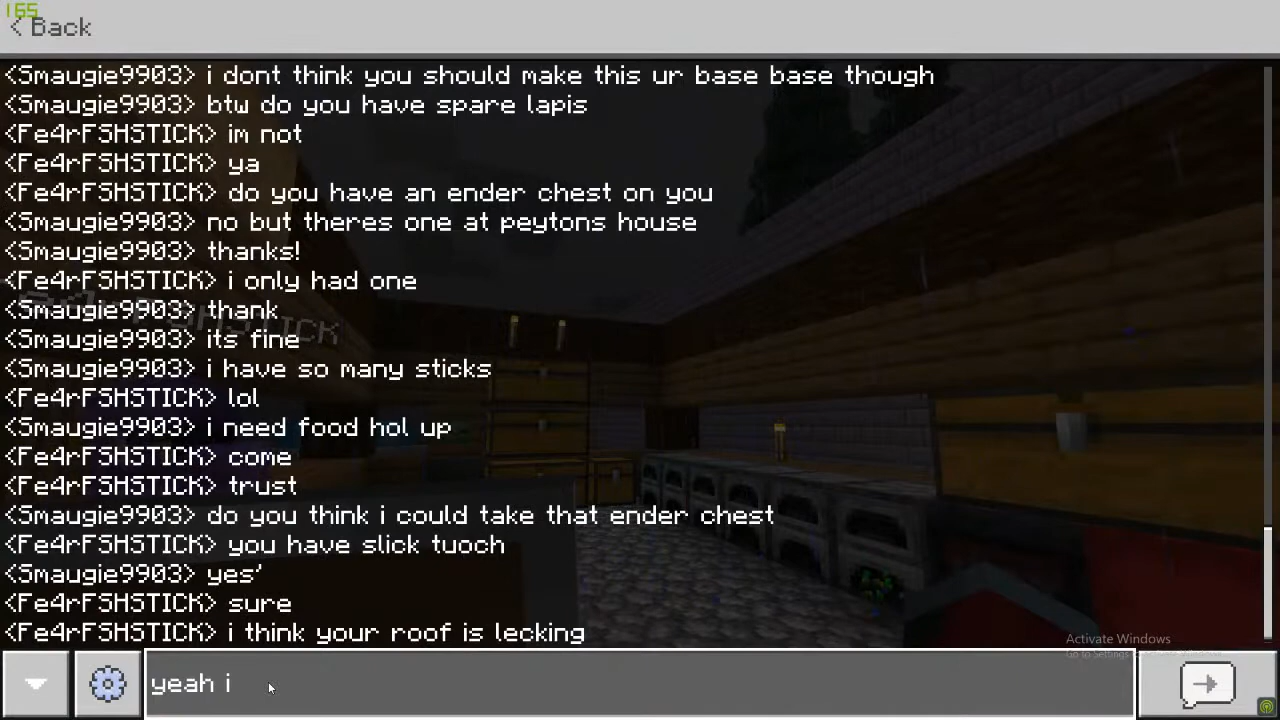 165
< Back
<Smaugie9903> i dont think you should make this ur base base though
<Smaugie9903> btw do you have spare lapis
<Fe4rFSHSTICK> im not
<Fe4rFSHSTICK> ya
<Fe4rFSHSTICK> do you have an ender chest on you
<Smaugie9903> no but theres one at peytons house
<Smaugie9903> thanks!
<Fe4rFSHSTICK> i only had one
<Smaugie9903> thank
<Smaugie9903> its fine
<Smaugie9903> i have so many sticks
<Fe4rFSHSTICK> lol
<Smaugie9903> i need food hol up
<Fe4rFSHSTICK> come
<Fe4rFSHSTICK> trust
<Smaugie9903> do you think i could take that ender chest
<Fe4rFSHSTICK> you have slick tuoch
<Smaugie9903> yes'
<Fe4rFSHSTICK> sure
<Fe4rFSHSTICK> i think your roof is lecking
Activate Windows
Go to Settings
yeah i